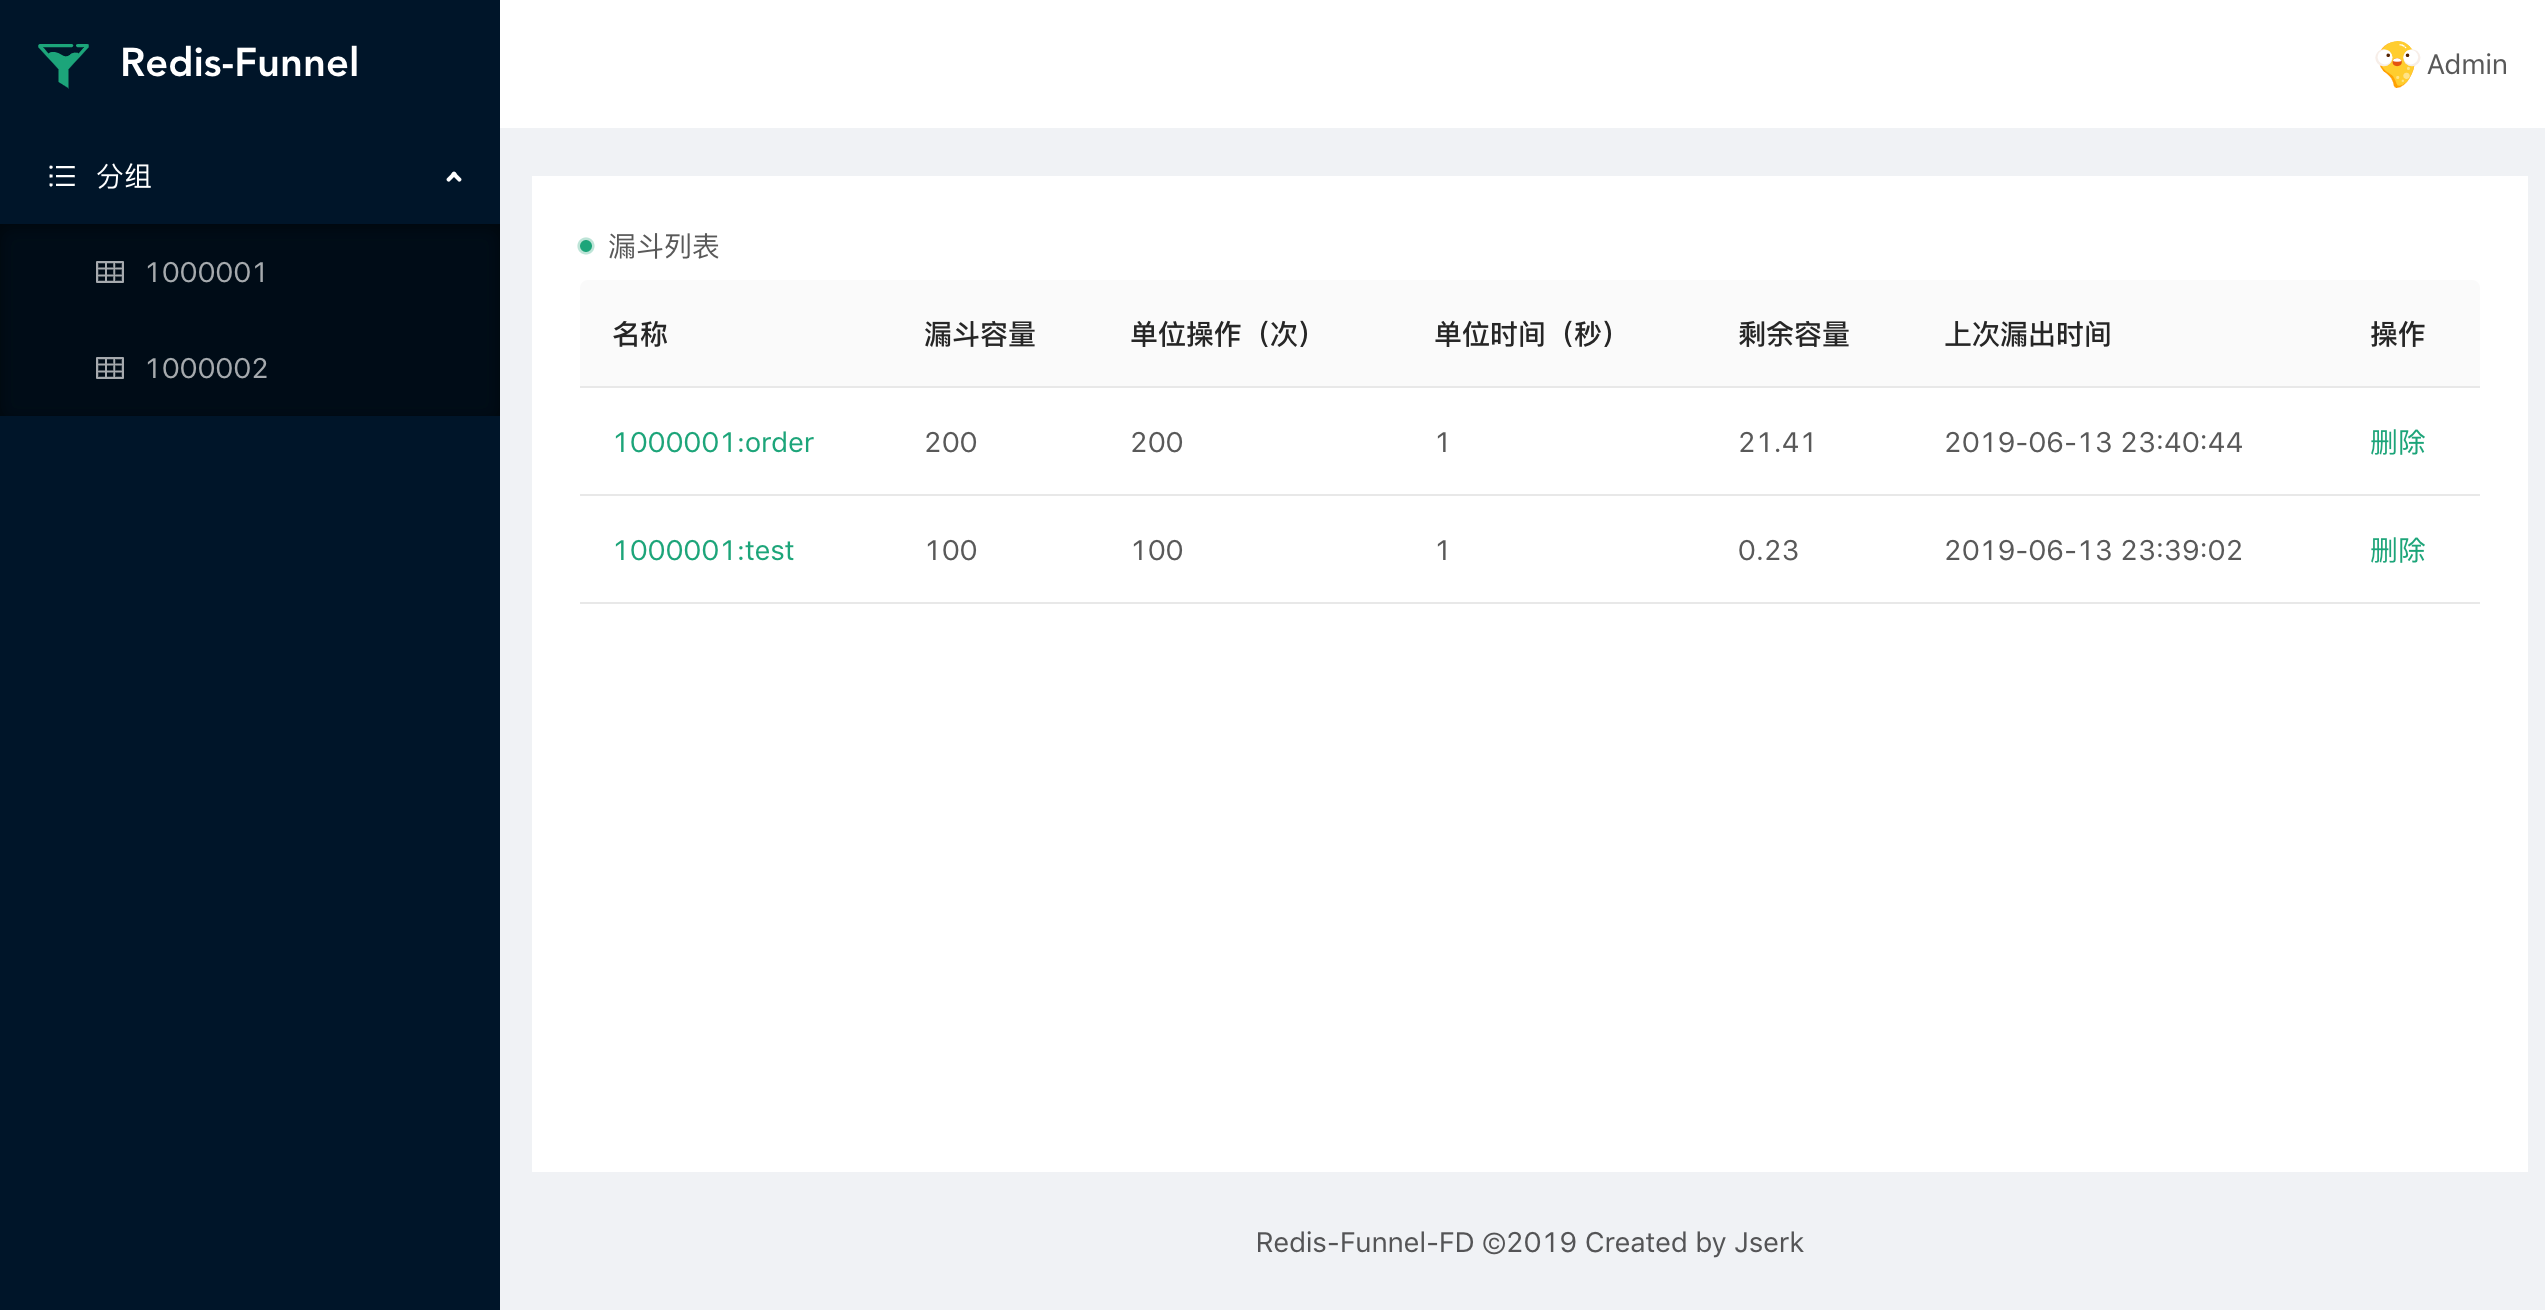 Redis-Funnel
Admin
分组
1000001
1000002
漏斗列表
名称 漏斗容量 单位操作（次） 单位时间（秒） 剩余容量 上次漏出时间 操作
1000001:order 200 200 1 21.41 2019-06-13 23:40:44 删除
1000001:test 100 100 1 0.23 2019-06-13 23:39:02 删除
Redis-Funnel-FD ©2019 Created by Jserk